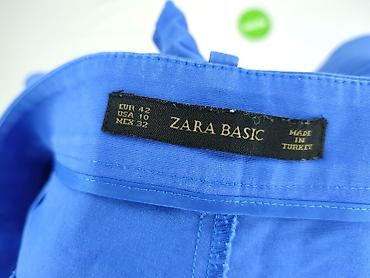 EUR 42
USA 10
MEX 32
ZARA BASIC
MADE
IN
TURKEY